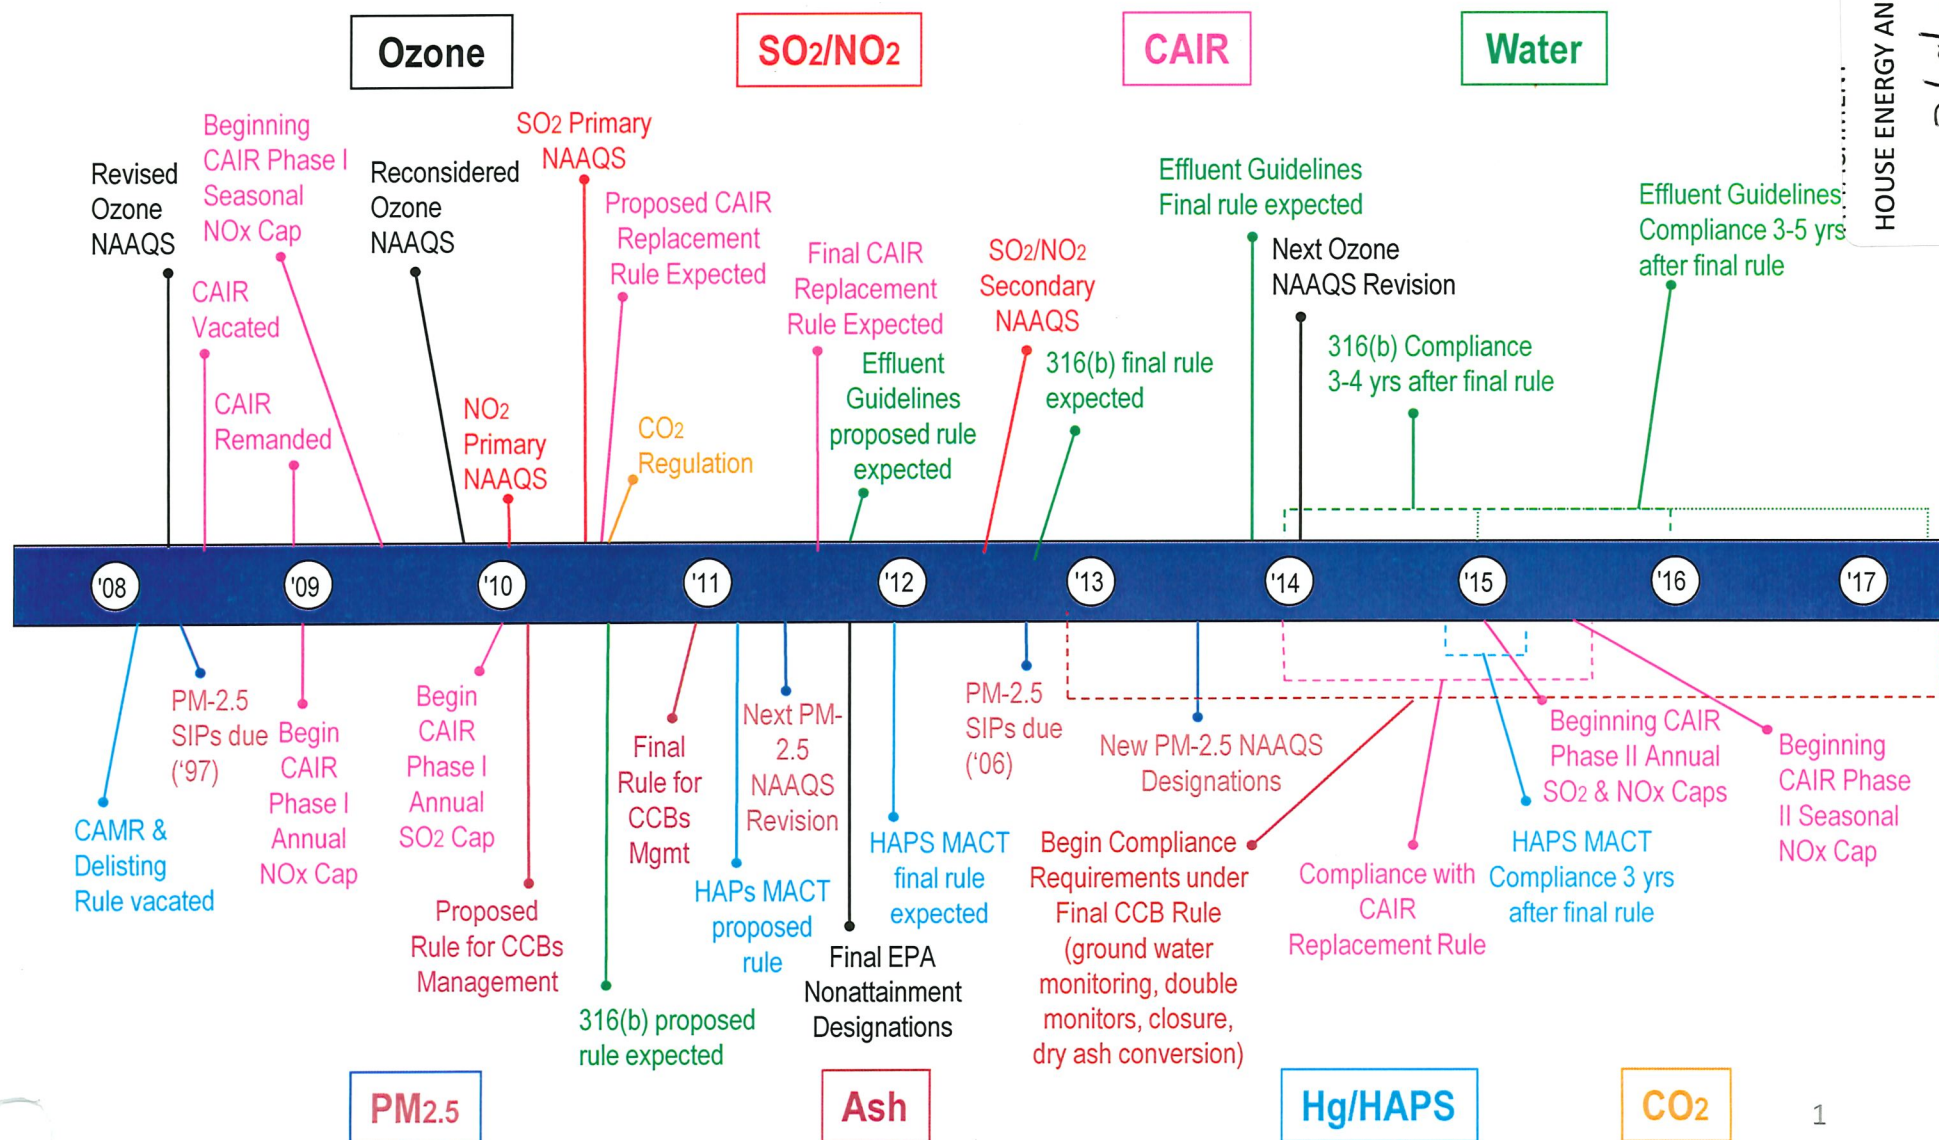 Ozone
SO2/NO2
CAIR
Water
HOUSE ENERGY AN
Revised
Ozone
NAAQS
Beginning
CAIR Phase I
Seasonal
NOx Cap
CAIR
Vacated
CAIR
Remanded
Reconsidered
Ozone
NAAQS
NO2
Primary
NAAQS
SO2 Primary
NAAQS
Proposed CAIR
Replacement
Rule Expected
CO2
Regulation
Final CAIR
Replacement
Rule Expected
Effluent
Guidelines
proposed rule
expected
SO2/NO2
Secondary
NAAQS
316(b) final rule
expected
Effluent Guidelines
Final rule expected
Next Ozone
NAAQS Revision
316(b) Compliance
3-4 yrs after final rule
Effluent Guidelines
Compliance 3-5 yrs
after final rule
'08
'09
'10
'11
'12
'13
'14
'15
'16
'17
CAMR &
Delisting
Rule vacated
PM-2.5
SIPs due
(‘97)
Begin
CAIR
Phase I
Annual
NOx Cap
Begin
CAIR
Phase I
Annual
SO2 Cap
Proposed
Rule for CCBs
Management
316(b) proposed
rule expected
Final
Rule for
CCBs
Mgmt
HAPs MACT
proposed
rule
Next PM-
2.5
NAAQS
Revision
Final EPA
Nonattainment
Designations
HAPS MACT
final rule
expected
PM-2.5
SIPs due
(‘06)
New PM-2.5 NAAQS
Designations
Begin Compliance
Requirements under
Final CCB Rule
(ground water
monitoring, double
monitors, closure,
dry ash conversion)
Compliance with
CAIR
Replacement Rule
Beginning CAIR
Phase II Annual
SO2 & NOx Caps
HAPS MACT
Compliance 3 yrs
after final rule
Beginning
CAIR Phase
II Seasonal
NOx Cap
PM2.5
Ash
Hg/HAPS
CO2
1